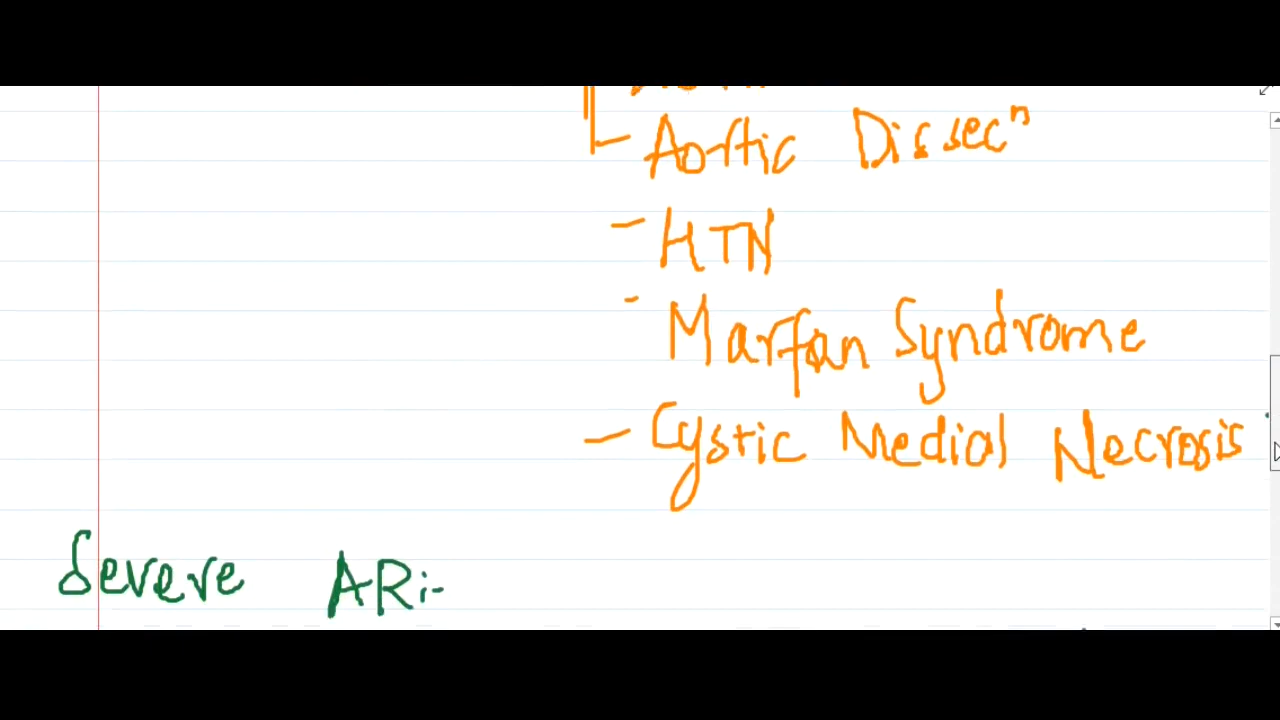 Aortic Dissecⁿ
- HTN
- Marfan Syndrome
- Cystic Medial Necrosis
Severe AR:-